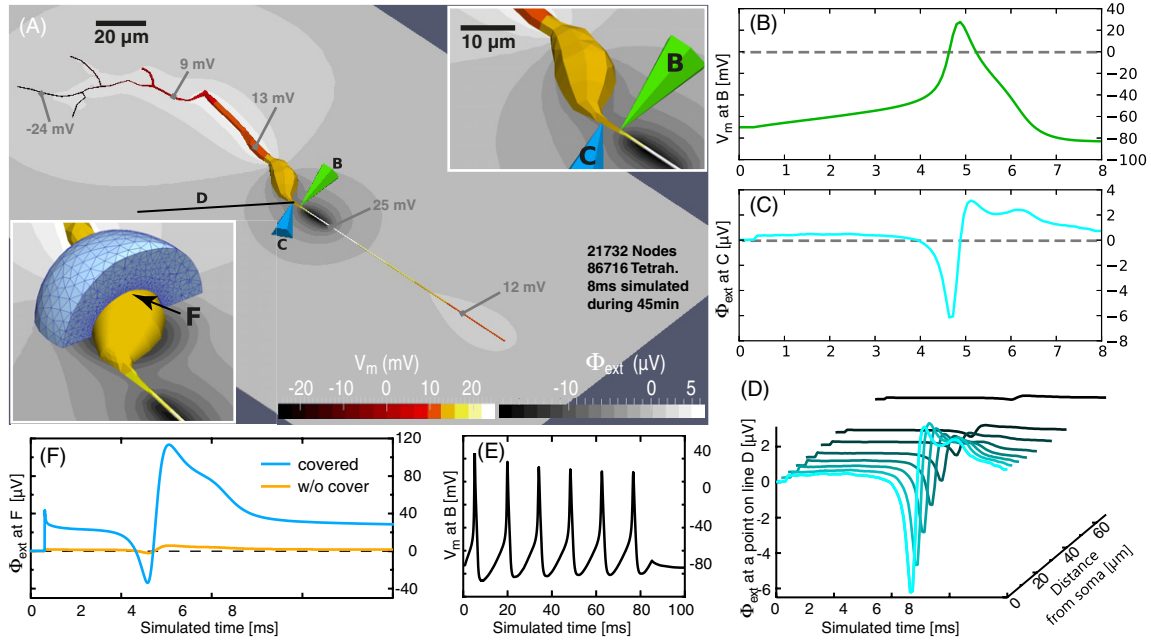 (A)
20 µm
9 mV
-24 mV
13 mV
D
B
C
25 mV
12 mV
21732 Nodes
86716 Tetrah.
8ms simulated
during 45min
10 µm
B
C
F
Vm (mV)
-20 -10 0 10 20
Φext (µV)
-10 0 5
(B)
Vm at B [mV]
40
20
0
−20
−40
−60
−80
−100
0 1 2 3 4 5 6 7 8
(C)
Φext at C [µV]
4
2
0
−2
−4
−6
−8
0 1 2 3 4 5 6 7 8
(D)
Φext at a point on line D [µV]
2
0
-2
-4
-6
0 2 4 6 8
Simulated time [ms]
0 20 40 60
Distance
from soma [µm]
(F)
Φext at F [µV]
120
80
40
0
-40
covered
w/o cover
0 2 4 6 8
Simulated time [ms]
(E)
Vm at B [mV]
40
0
-40
-80
0 20 40 60 80 100
Simulated time [ms]